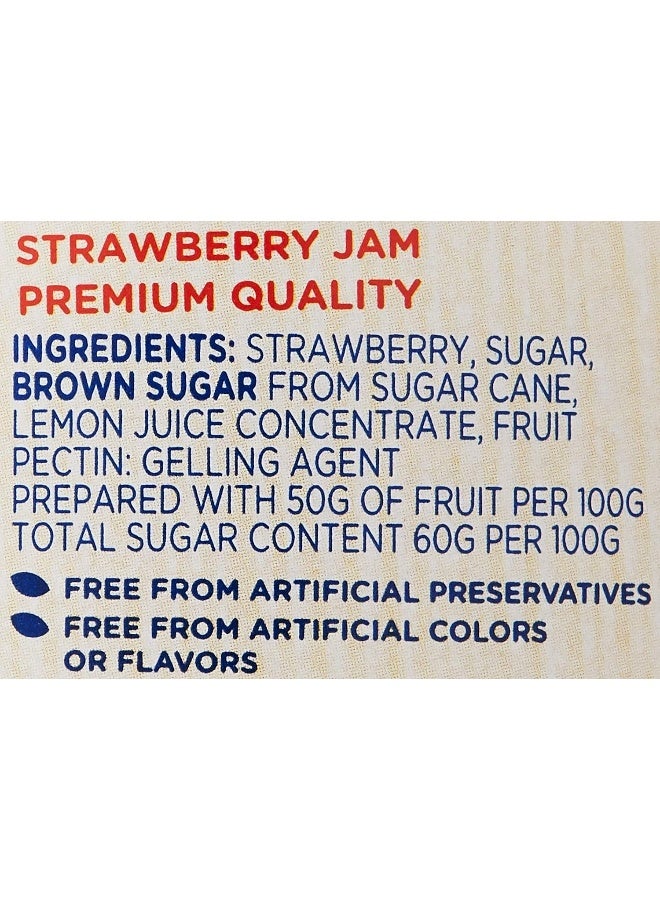 STRAWBERRY JAM
PREMIUM QUALITY
INGREDIENTS: STRAWBERRY, SUGAR,
BROWN SUGAR FROM SUGAR CANE,
LEMON JUICE CONCENTRATE, FRUIT
PECTIN: GELLING AGENT
PREPARED WITH 50G OF FRUIT PER 100G
TOTAL SUGAR CONTENT 60G PER 100G
FREE FROM ARTIFICIAL PRESERVATIVES
FREE FROM ARTIFICIAL COLORS
OR FLAVORS